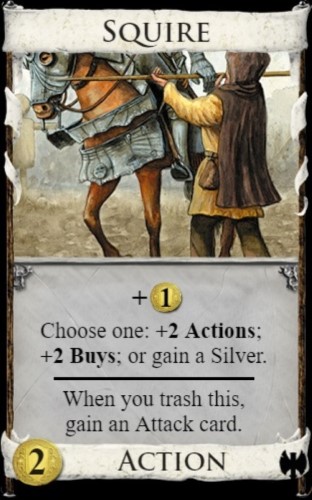 SQUIRE
+1
Choose one: +2 Actions;
+2 Buys; or gain a Silver.
When you trash this,
gain an Attack card.
2 ACTION